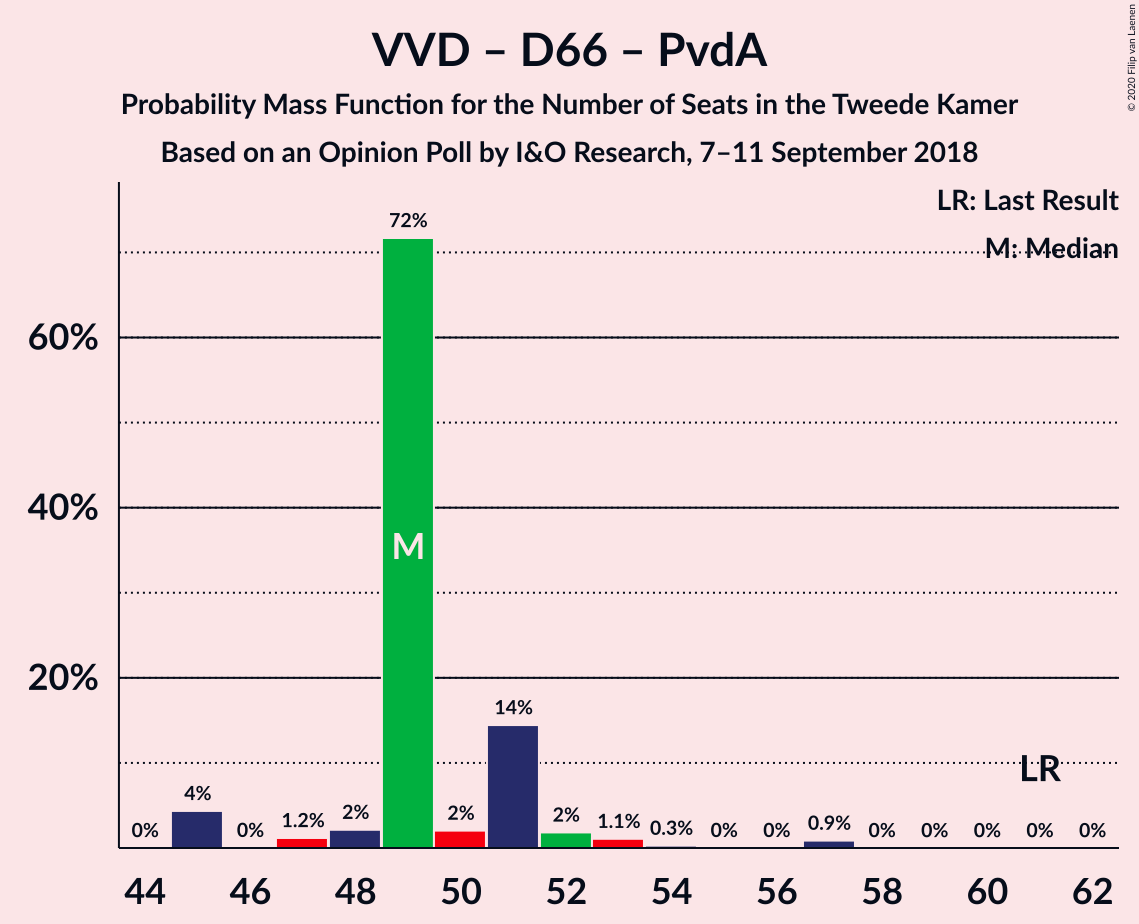 VVD – D66 – PvdA
Probability Mass Function for the Number of Seats in the Tweede Kamer
Based on an Opinion Poll by I&O Research, 7–11 September 2018
© 2020 Filip van Laenen
LR: Last Result
M: Median
60%
40%
20%
0% 4% 0% 1.2% 2% 72% 2% 14% 2% 1.1% 0.3% 0% 0% 0.9% 0% 0% 0% 0% 0%
M
LR
44 46 48 50 52 54 56 58 60 62